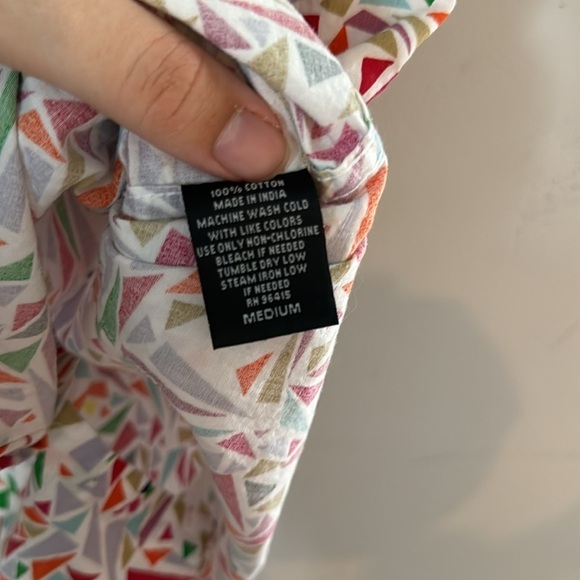 100% COTTON
MADE IN INDIA
MACHINE WASH COLD
WITH LIKE COLORS
USE ONLY NON-CHLORINE
BLEACH IF NEEDED
TUMBLE DRY LOW
STEAM IRON LOW
IF NEEDED
RN 96415
MEDIUM